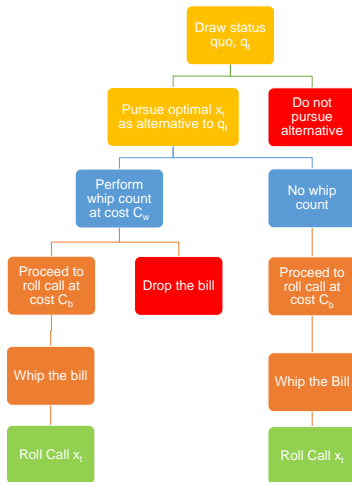 Draw status
quo, qt
Pursue optimal xt
as alternative to qt
Do not
pursue
alternative
Perform
whip count
at cost Cw
No whip
count
Proceed to
roll call at
cost Cb
Drop the bill
Proceed to
roll call at
cost Cb
Whip the bill
Whip the Bill
Roll Call xt
Roll Call xt